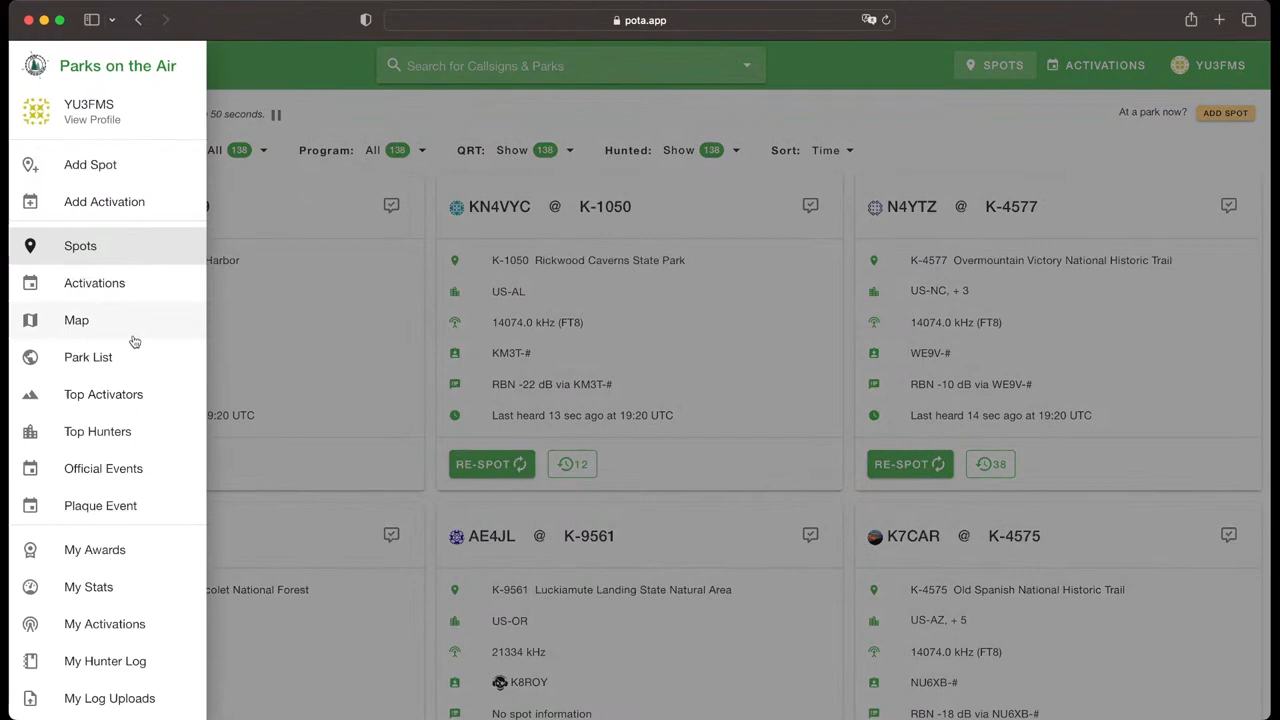 pota.app
Parks on the Air
Search for Callsigns & Parks
SPOTS
ACTIVATIONS
YU3FMS
YU3FMS
View Profile
50 seconds.
At a park now?
ADD SPOT
All 138
Program: All 138
QRT: Show 138
Hunted: Show 138
Sort: Time
Add Spot
Add Activation
Spots
Activations
Map
Park List
Top Activators
Top Hunters
Official Events
Plaque Event
My Awards
My Stats
My Activations
My Hunter Log
My Log Uploads
Harbor
9:20 UTC
KN4VYC @ K-1050
K-1050 Rickwood Caverns State Park
US-AL
14074.0 kHz (FT8)
KM3T-#
RBN -22 dB via KM3T-#
Last heard 13 sec ago at 19:20 UTC
RE-SPOT 12
N4YTZ @ K-4577
K-4577 Overmountain Victory National Historic Trail
US-NC, + 3
14074.0 kHz (FT8)
WE9V-#
RBN -10 dB via WE9V-#
Last heard 14 sec ago at 19:20 UTC
RE-SPOT 38
colet National Forest
AE4JL @ K-9561
K-9561 Luckiamute Landing State Natural Area
US-OR
21334 kHz
K8ROY
No spot information
K7CAR @ K-4575
K-4575 Old Spanish National Historic Trail
US-AZ, + 5
14074.0 kHz (FT8)
NU6XB-#
RBN -18 dB via NU6XB-#